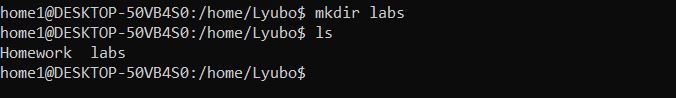 home1@DESKTOP-50VB4S0:/home/Lyubo$ mkdir labs
home1@DESKTOP-50VB4S0:/home/Lyubo$ ls
Homework  labs
home1@DESKTOP-50VB4S0:/home/Lyubo$